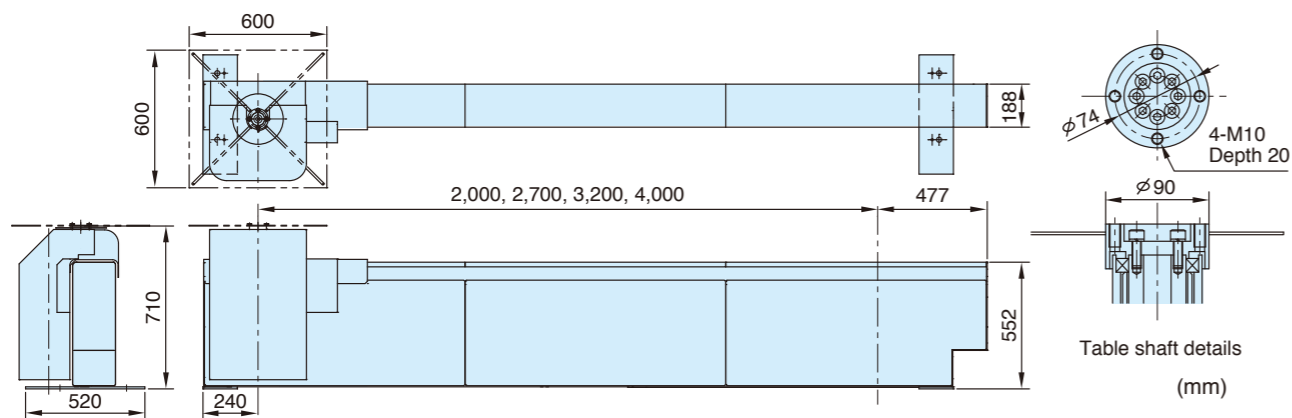 600
600
188
φ74
4-M10
Depth 20
2,000, 2,700, 3,200, 4,000
477
φ90
710
552
Table shaft details
(mm)
520
240